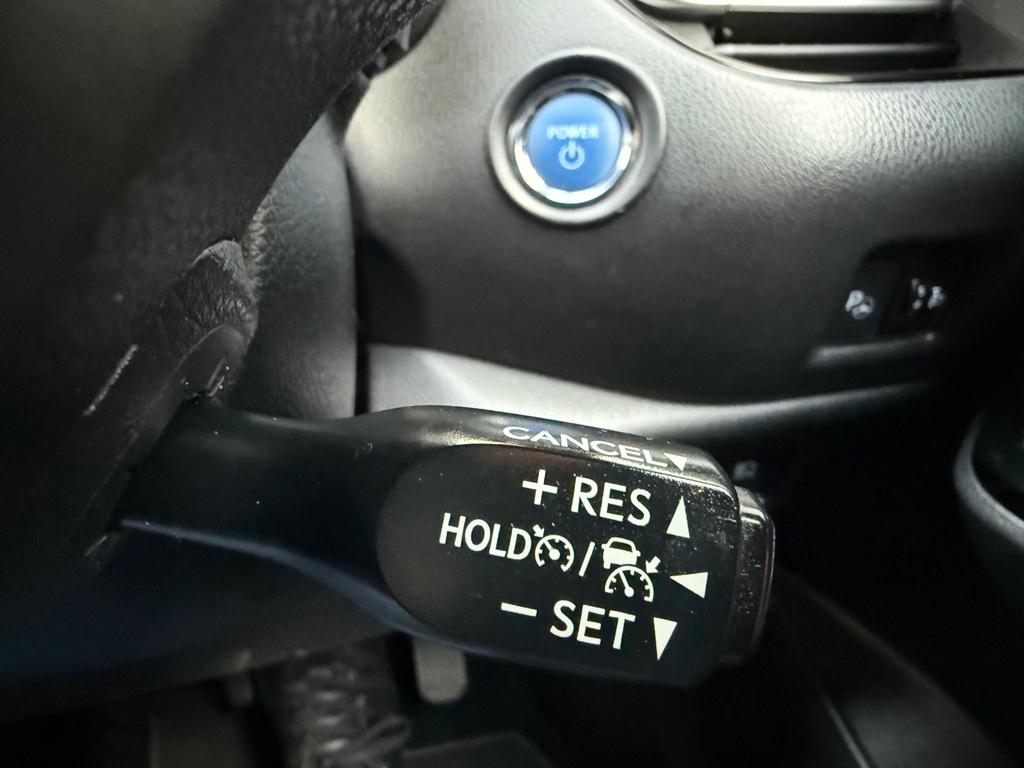 POWER
CANCEL
+ RES
HOLD /
− SET